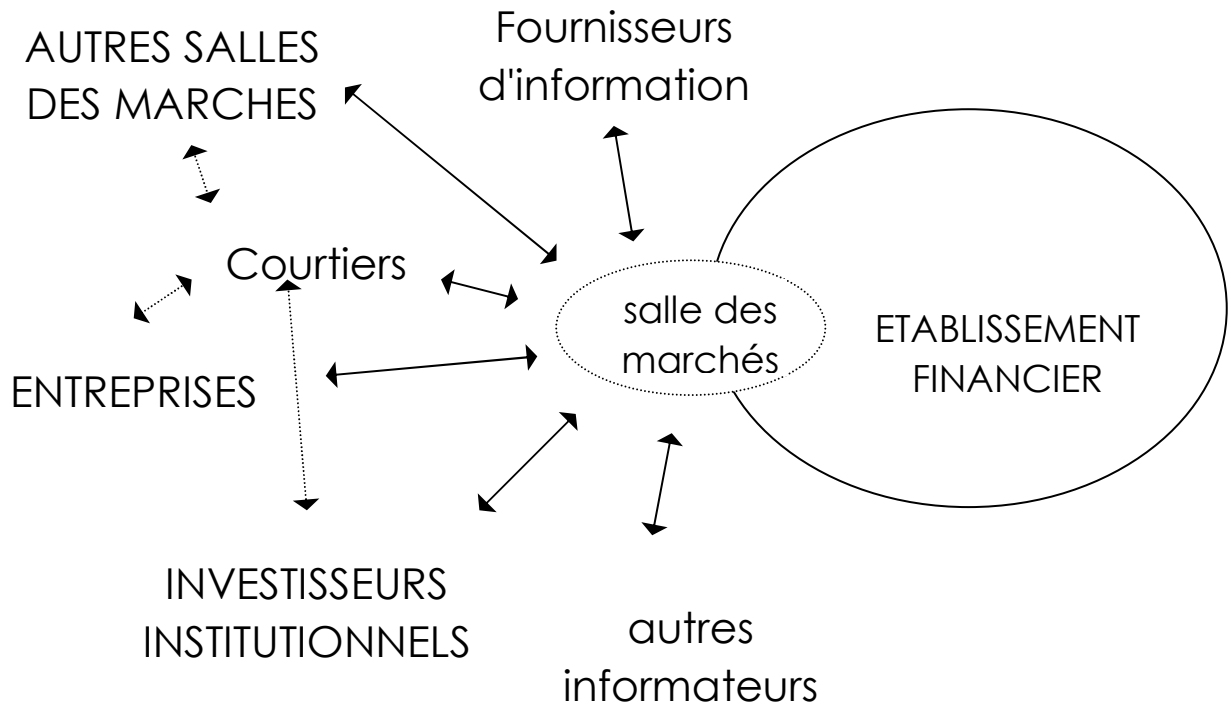 AUTRES SALLES
DES MARCHES
Fournisseurs
d'information
Courtiers
salle des
marchés
ETABLISSEMENT
FINANCIER
ENTREPRISES
INVESTISSEURS
INSTITUTIONNELS
autres
informateurs